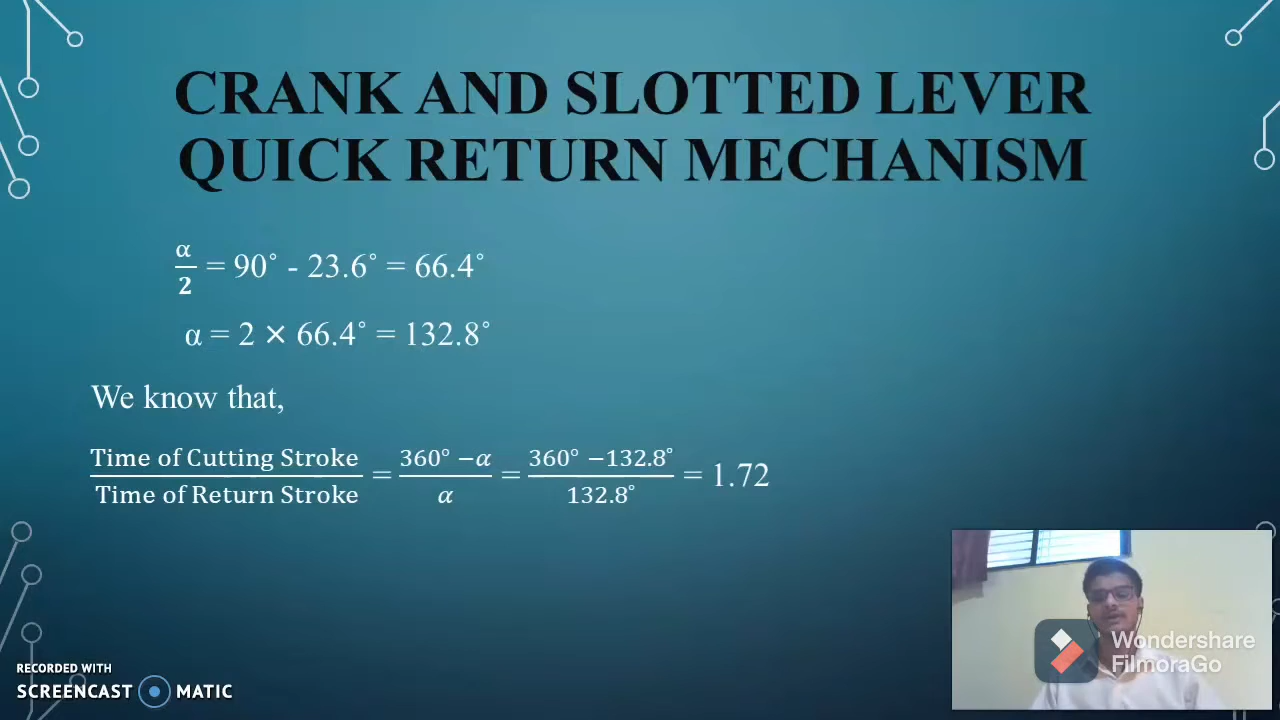 CRANK AND SLOTTED LEVER
QUICK RETURN MECHANISM
α/2 = 90° - 23.6° = 66.4°
α = 2 × 66.4° = 132.8°
We know that,
Time of Cutting Stroke/Time of Return Stroke = 360° −α/α = 360° −132.8°/132.8° = 1.72
Wondershare
FilmoraGo
RECORDED WITH
SCREENCAST MATIC